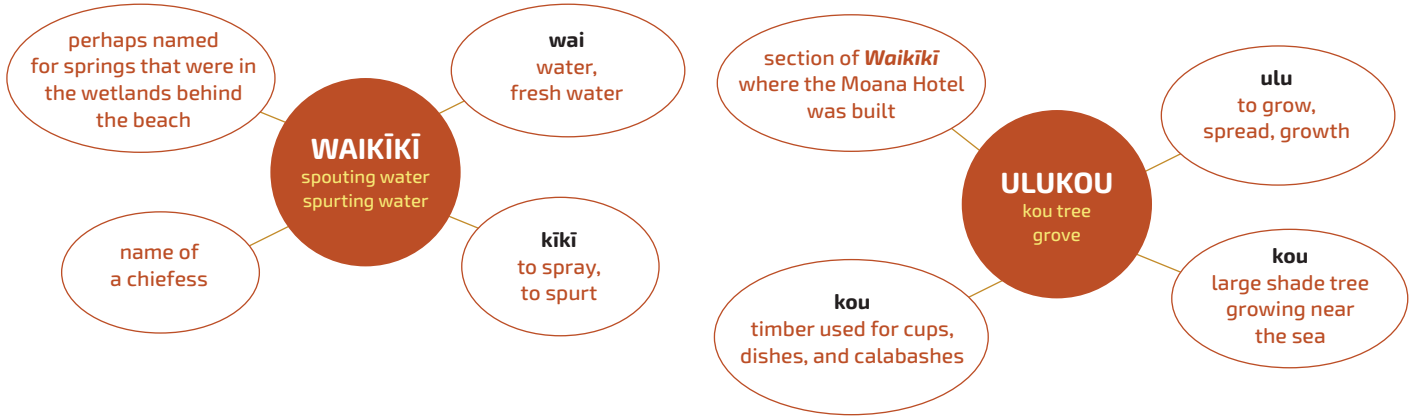 perhaps named
for springs that were in
the wetlands behind
the beach
wai
water,
fresh water
WAIKĪKĪ
spouting water
spurting water
name of
a chiefess
kīkī
to spray,
to spurt
section of Waikīkī
where the Moana Hotel
was built
ulu
to grow,
spread, growth
ULUKOU
kou tree
grove
kou
timber used for cups,
dishes, and calabashes
kou
large shade tree
growing near
the sea